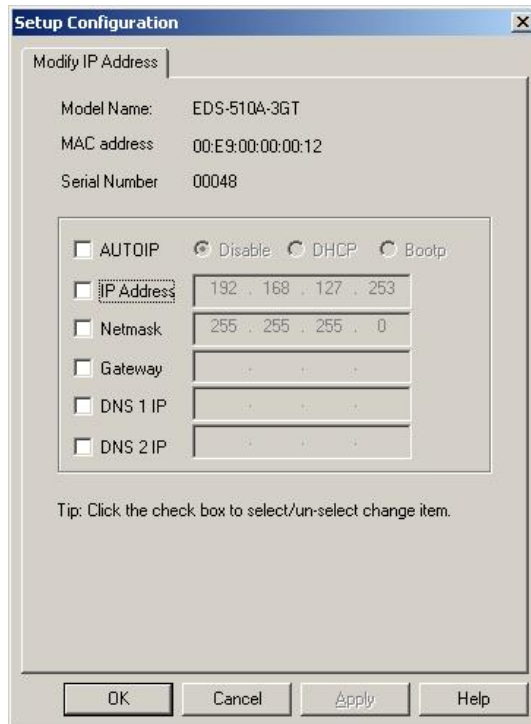 Setup Configuration
Modify IP Address
Model Name: EDS-510A-3GT
MAC address 00:E9:00:00:00:12
Serial Number 00048
AUTOIP Disable DHCP Bootp
IP Address 192 . 168 . 127 . 253
Netmask 255 . 255 . 255 . 0
Gateway . . .
DNS 1 IP . . .
DNS 2 IP . . .
Tip: Click the check box to select/un-select change item.
OK Cancel Apply Help